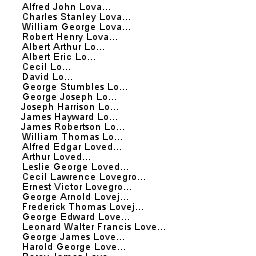 Alfred John Lova...
Charles Stanley Lova...
William George Lova...
Robert Henry Lova...
Albert Arthur Lo...
Albert Eric Lo...
Cecil Lo...
David Lo...
George Stumbles Lo...
George Joseph Lo...
Joseph Harrison Lo...
James Hayward Lo...
James Robertson Lo...
William Thomas Lo...
Alfred Edgar Loved...
Arthur Loved...
Leslie George Loved...
Cecil Lawrence Lovegro...
Ernest Victor Lovegro...
George Arnold Lovej...
Frederick Thomas Lovej...
George Edward Love...
Leonard Walter Francis Love...
George James Love...
Harold George Love...
Percy James Love...